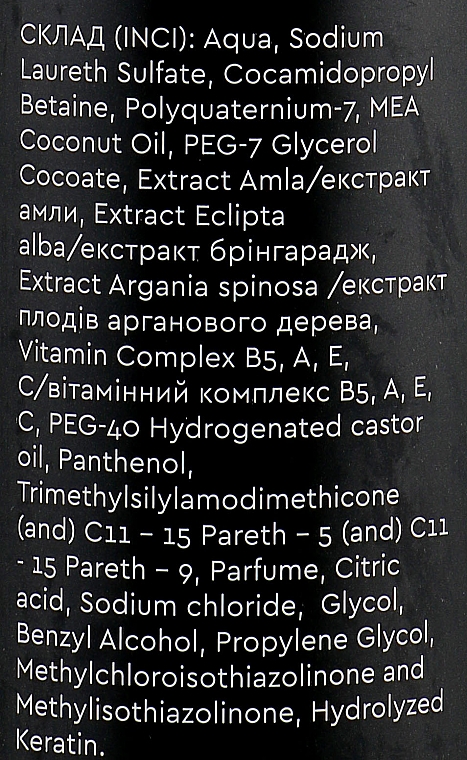 СКЛАД (INCI): Aqua, Sodium
Laureth Sulfate, Cocamidopropyl
Betaine, Polyquaternium-7, MEA
Coconut Oil, PEG-7 Glycerol
Cocoate, Extract Amla/екстракт
амли, Extract Eclipta
alba/екстракт брінгарадж,
Extract Argania spinosa /екстракт
плодів арганового дерева,
Vitamin Complex B5, A, E,
C/вітамінний комплекс B5, A, E,
C, PEG-40 Hydrogenated castor
oil, Panthenol,
Trimethylsilylamodimethicone
(and) C11 – 15 Pareth – 5 (and) C11
- 15 Pareth – 9, Parfume, Citric
acid, Sodium chloride, Glycol,
Benzyl Alcohol, Propylene Glycol,
Methylchloroisothiazolinone and
Methylisothiazolinone, Hydrolyzed
Keratin.